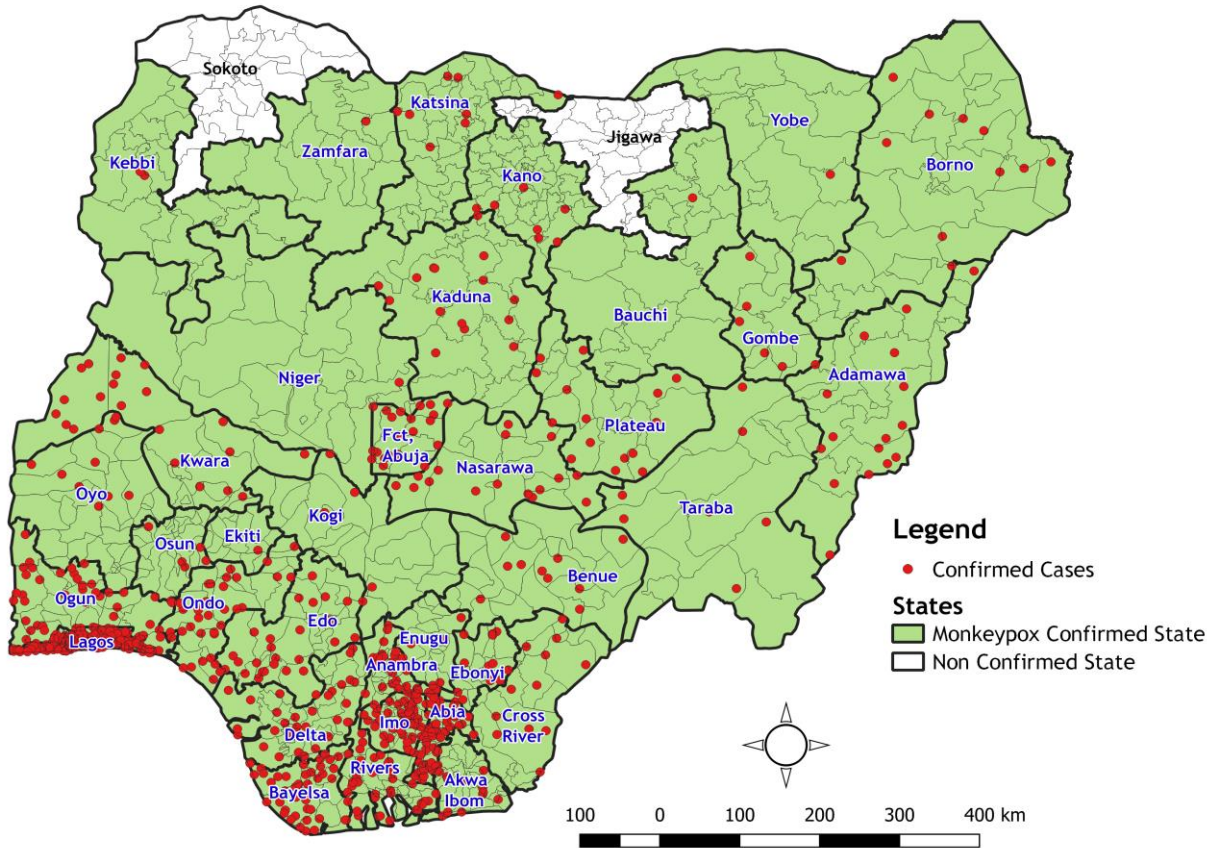 Sokoto
Katsina
Jigawa
Yobe
Kebbi
Zamfara
Kano
Borno
Kaduna
Bauchi
Gombe
Niger
Adamawa
Plateau
Fct,
Abuja
Nasarawa
Kwara
Oyo
Taraba
Kogi
Osun
Ekiti
Benue
Ogun
Ondo
Edo
Enugu
Lagos
Anambra
Ebonyi
Imo
Abia
Cross
River
Delta
Rivers
Bayelsa
Akwa
Ibom
Legend
Confirmed Cases
States
Monkeypox Confirmed State
Non Confirmed State
100 0 100 200 300 400 km